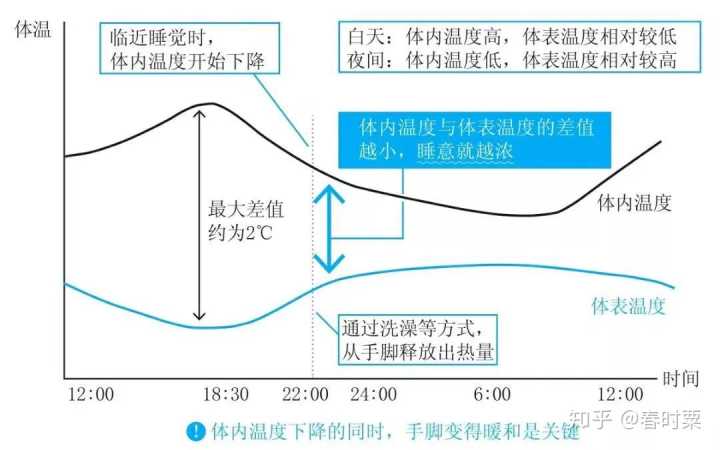 体温
临近睡觉时，
体内温度开始下降
白天：体内温度高，体表温度相对较低
夜间：体内温度低，体表温度相对较高
体内温度与体表温度的差值
越小，睡意就越浓
最大差值
约为2℃
体内温度
体表温度
通过洗澡等方式，
从手脚释放出热量
时间
12:00 18:30 22:00 24:00 6:00 12:00
知乎 @春时粟
! 体内温度下降的同时，手脚变得暖和是关键